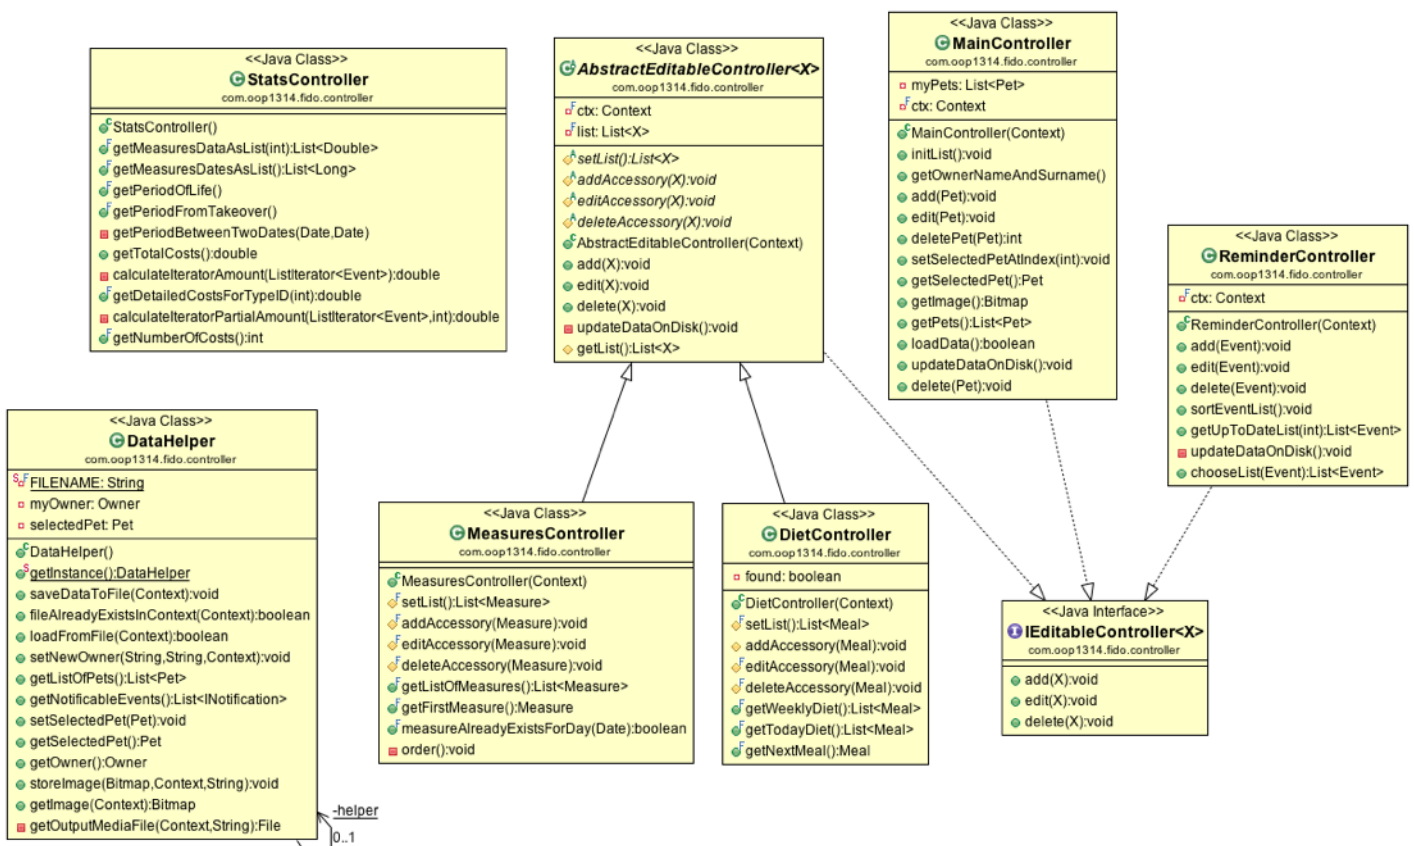 <<Java Class>>
StatsController
com.oop1314.fido.controller
StatsController()
getMeasuresDataAsList(int):List<Double>
getMeasuresDatesAsList():List<Long>
getPeriodOfLife()
getPeriodFromTakeover()
getPeriodBetweenTwoDates(Date,Date)
getTotalCosts():double
calculateIteratorAmount(ListIterator<Event>):double
getDetailedCostsForTypeID(int):double
calculateIteratorPartialAmount(ListIterator<Event>,int):double
getNumberOfCosts():int
<<Java Class>>
AbstractEditableController<X>
com.oop1314.fido.controller
ctx: Context
list: List<X>
setList():List<X>
addAccessory(X):void
editAccessory(X):void
deleteAccessory(X):void
AbstractEditableController(Context)
add(X):void
edit(X):void
delete(X):void
updateDataOnDisk():void
getList():List<X>
<<Java Class>>
MainController
com.oop1314.fido.controller
myPets: List<Pet>
ctx: Context
MainController(Context)
initList():void
getOwnerNameAndSurname()
add(Pet):void
edit(Pet):void
deletePet(Pet):int
setSelectedPetAtIndex(int):void
getSelectedPet():Pet
getImage():Bitmap
getPets():List<Pet>
loadData():boolean
updateDataOnDisk():void
delete(Pet):void
<<Java Class>>
ReminderController
com.oop1314.fido.controller
ctx: Context
ReminderController(Context)
add(Event):void
edit(Event):void
delete(Event):void
sortEventList():void
getUpToDateList(int):List<Event>
updateDataOnDisk():void
chooseList(Event):List<Event>
<<Java Class>>
DataHelper
com.oop1314.fido.controller
FILENAME: String
myOwner: Owner
selectedPet: Pet
DataHelper()
getInstance():DataHelper
saveDataToFile(Context):void
fileAlreadyExistsInContext(Context):boolean
loadFromFile(Context):boolean
setNewOwner(String,String,Context):void
getListOfPets():List<Pet>
getNotificableEvents():List<INotification>
setSelectedPet(Pet):void
getSelectedPet():Pet
getOwner():Owner
storeImage(Bitmap,Context,String):void
getImage(Context):Bitmap
getOutputMediaFile(Context,String):File
-helper
0..1
<<Java Class>>
MeasuresController
com.oop1314.fido.controller
MeasuresController(Context)
setList():List<Measure>
addAccessory(Measure):void
editAccessory(Measure):void
deleteAccessory(Measure):void
getListOfMeasures():List<Measure>
getFirstMeasure():Measure
measureAlreadyExistsForDay(Date):boolean
order():void
<<Java Class>>
DietController
com.oop1314.fido.controller
found: boolean
DietController(Context)
setList():List<Meal>
addAccessory(Meal):void
editAccessory(Meal):void
deleteAccessory(Meal):void
getWeeklyDiet():List<Meal>
getTodayDiet():List<Meal>
getNextMeal():Meal
<<Java Interface>>
IEditableController<X>
com.oop1314.fido.controller
add(X):void
edit(X):void
delete(X):void